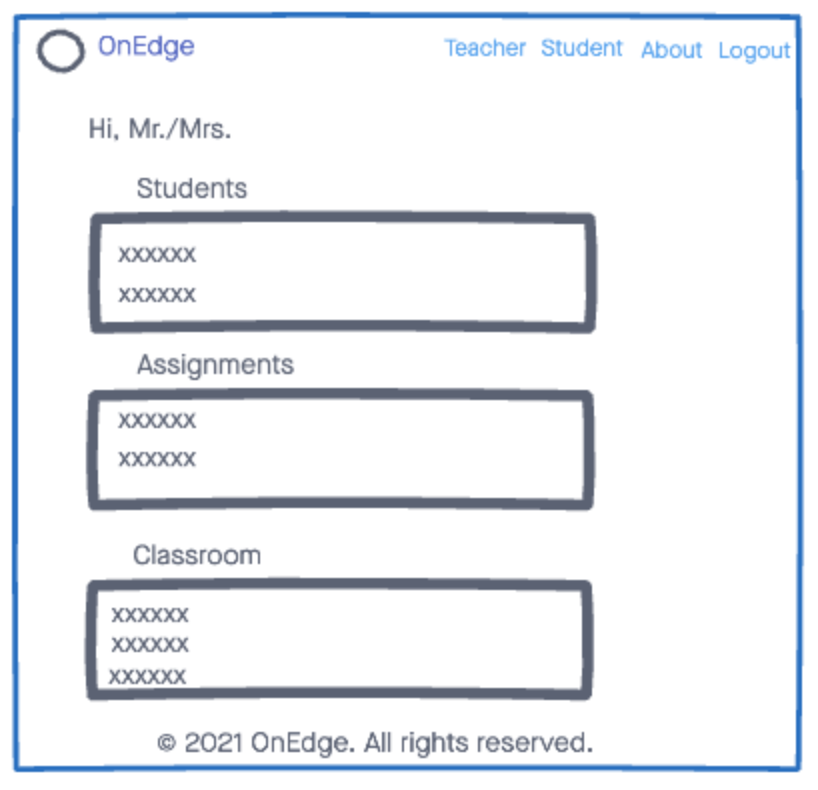 OnEdge Teacher Student About Logout
Hi, Mr./Mrs.
Students
xxxxxx
xxxxxx
Assignments
xxxxxx
xxxxxx
Classroom
xxxxxx
xxxxxx
xxxxxx
© 2021 OnEdge. All rights reserved.